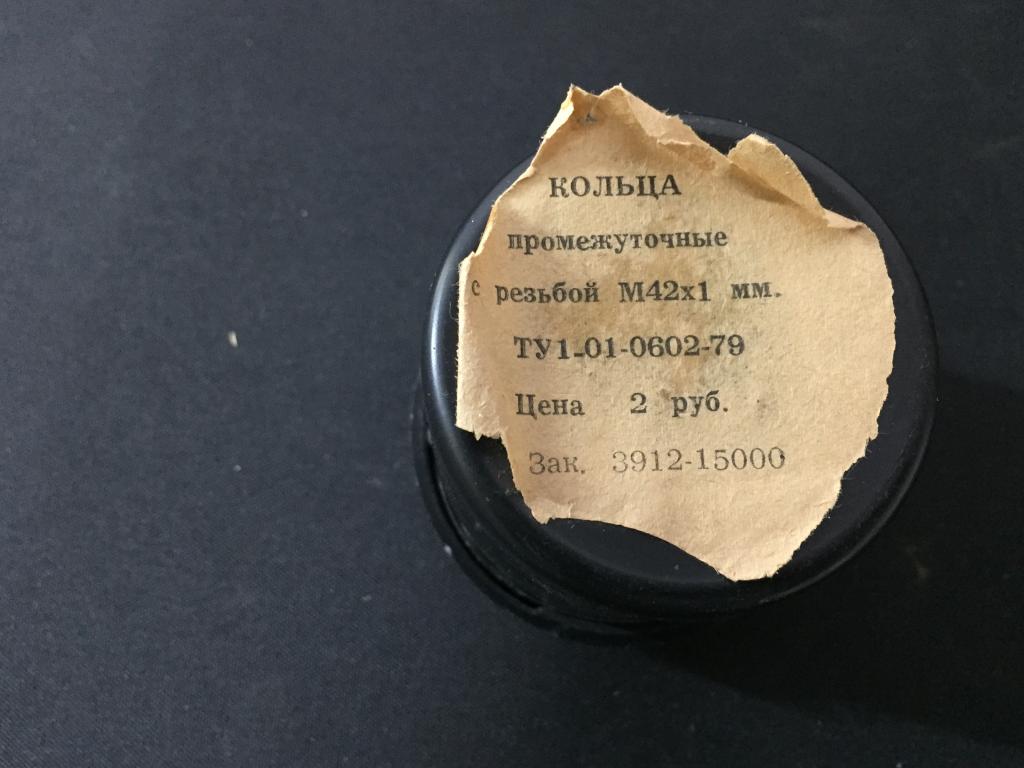 КОЛЬЦА
промежуточные
с резьбой М42х1 мм.
ТУ1-01-0602-79
Цена 2 руб.
Зак. 3912-15000